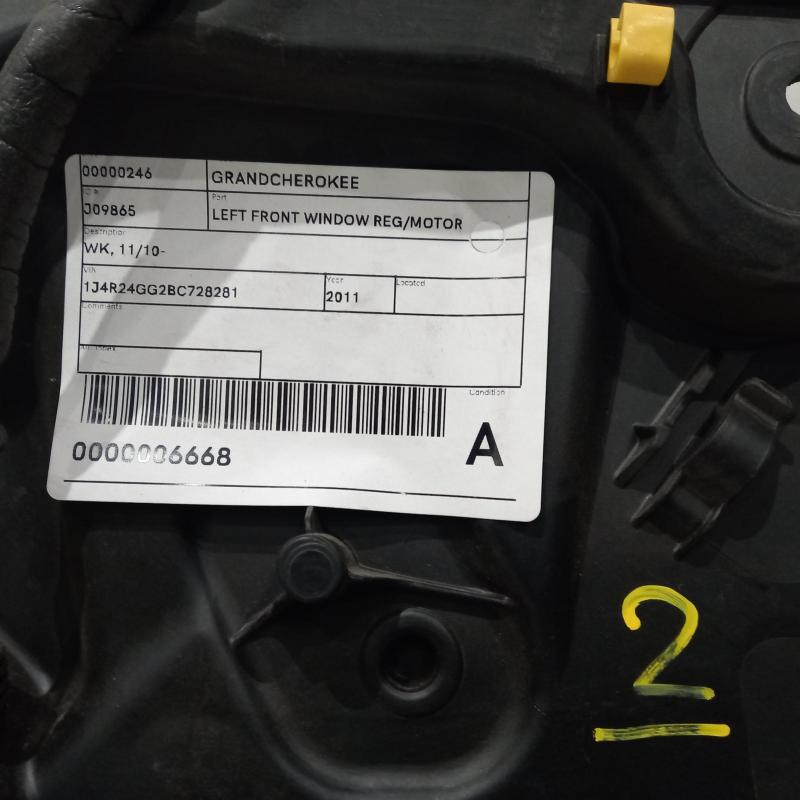 00000246
GRANDCHEROKEE
Part
J09865
LEFT FRONT WINDOW REG/MOTOR
Description
WK, 11/10-
VIN
1J4R24GG2BC728281
Year
2011
Located
Comments
Condition
0000006668
A
2